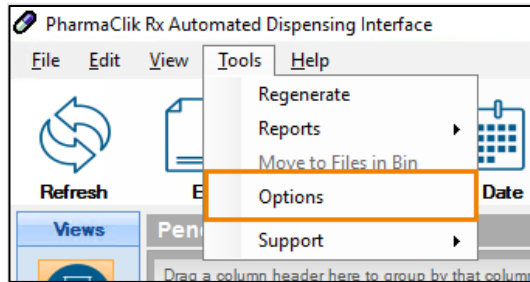 PharmaClik Rx Automated Dispensing Interface
File Edit View Tools Help
Regenerate
Reports
Move to Files in Bin
Refresh E Options Date
Views Pen Support
Drag a column header here to group by that column